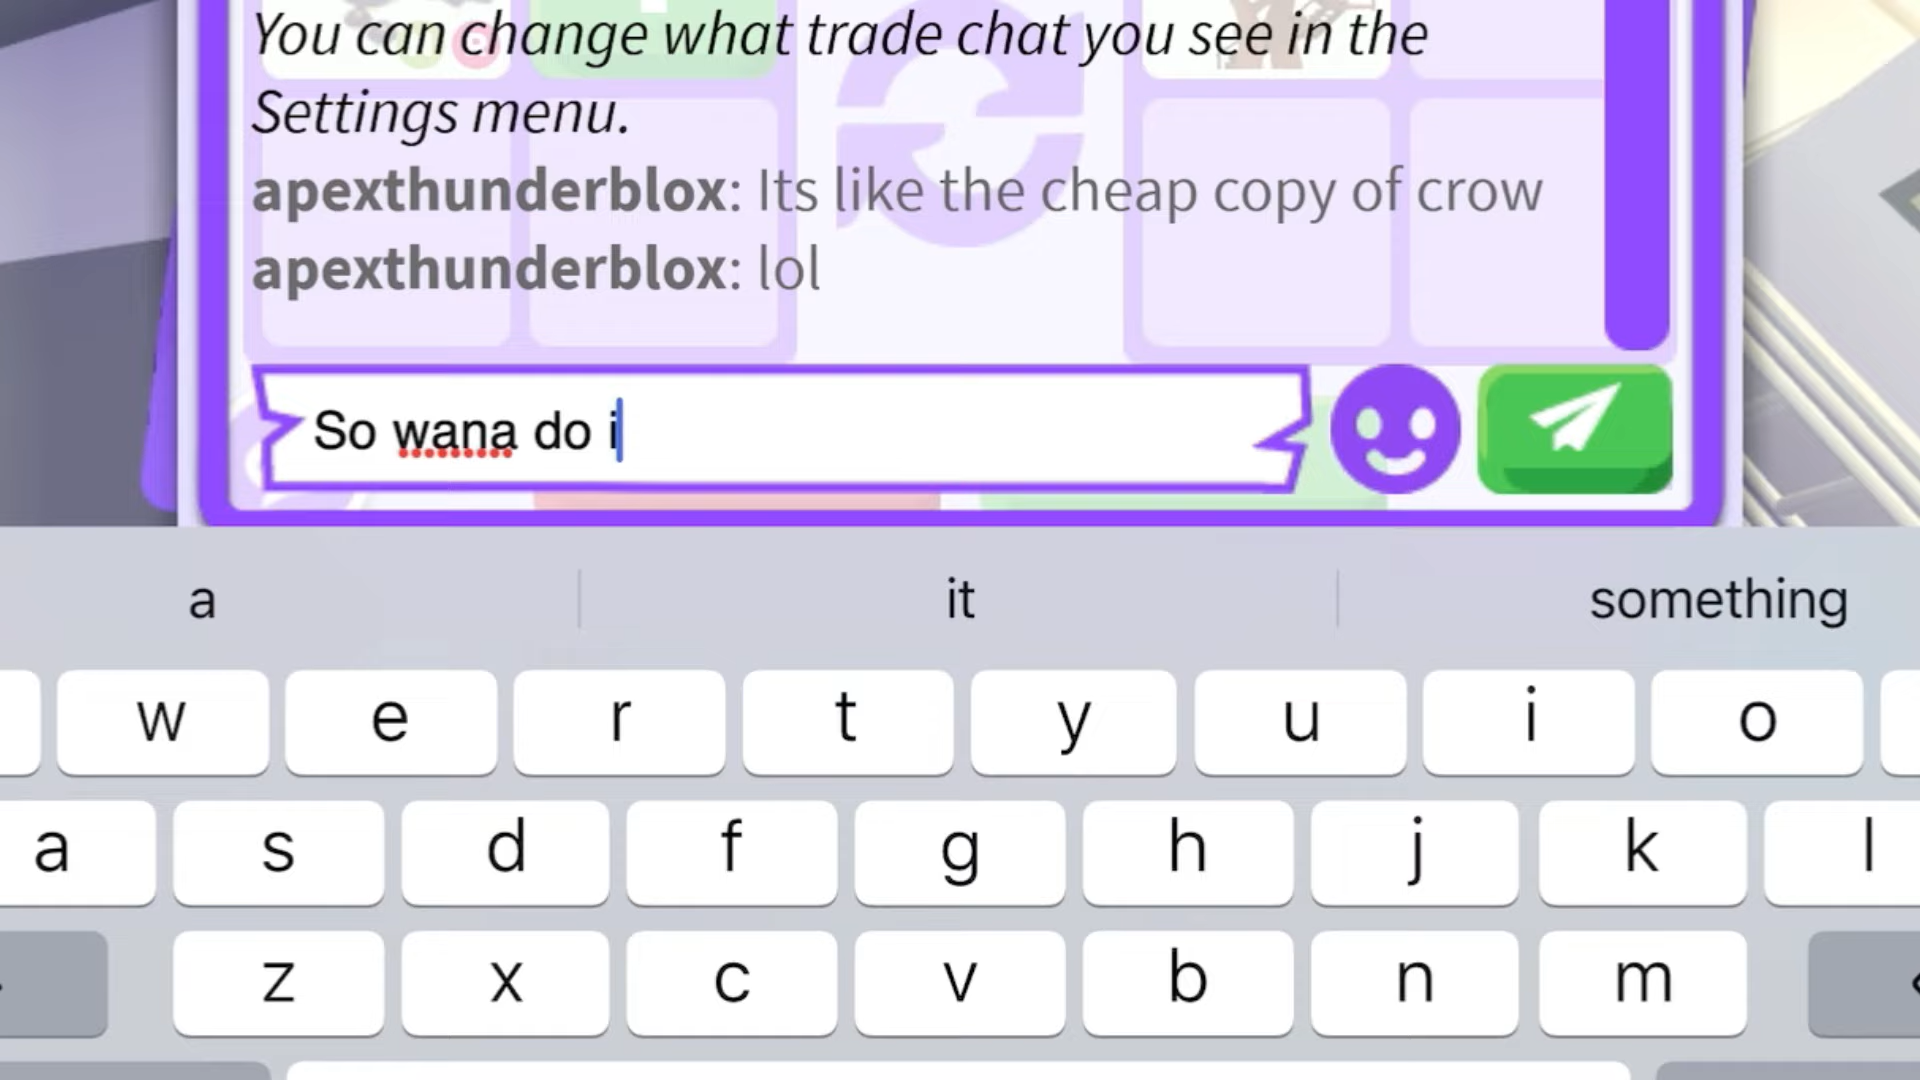 You can change what trade chat you see in the
Settings menu.
apexthunderblox: Its like the cheap copy of crow
apexthunderblox: lol
So wana do i
a it something
w e r t y u i o
a s d f g h j k l
z x c v b n m